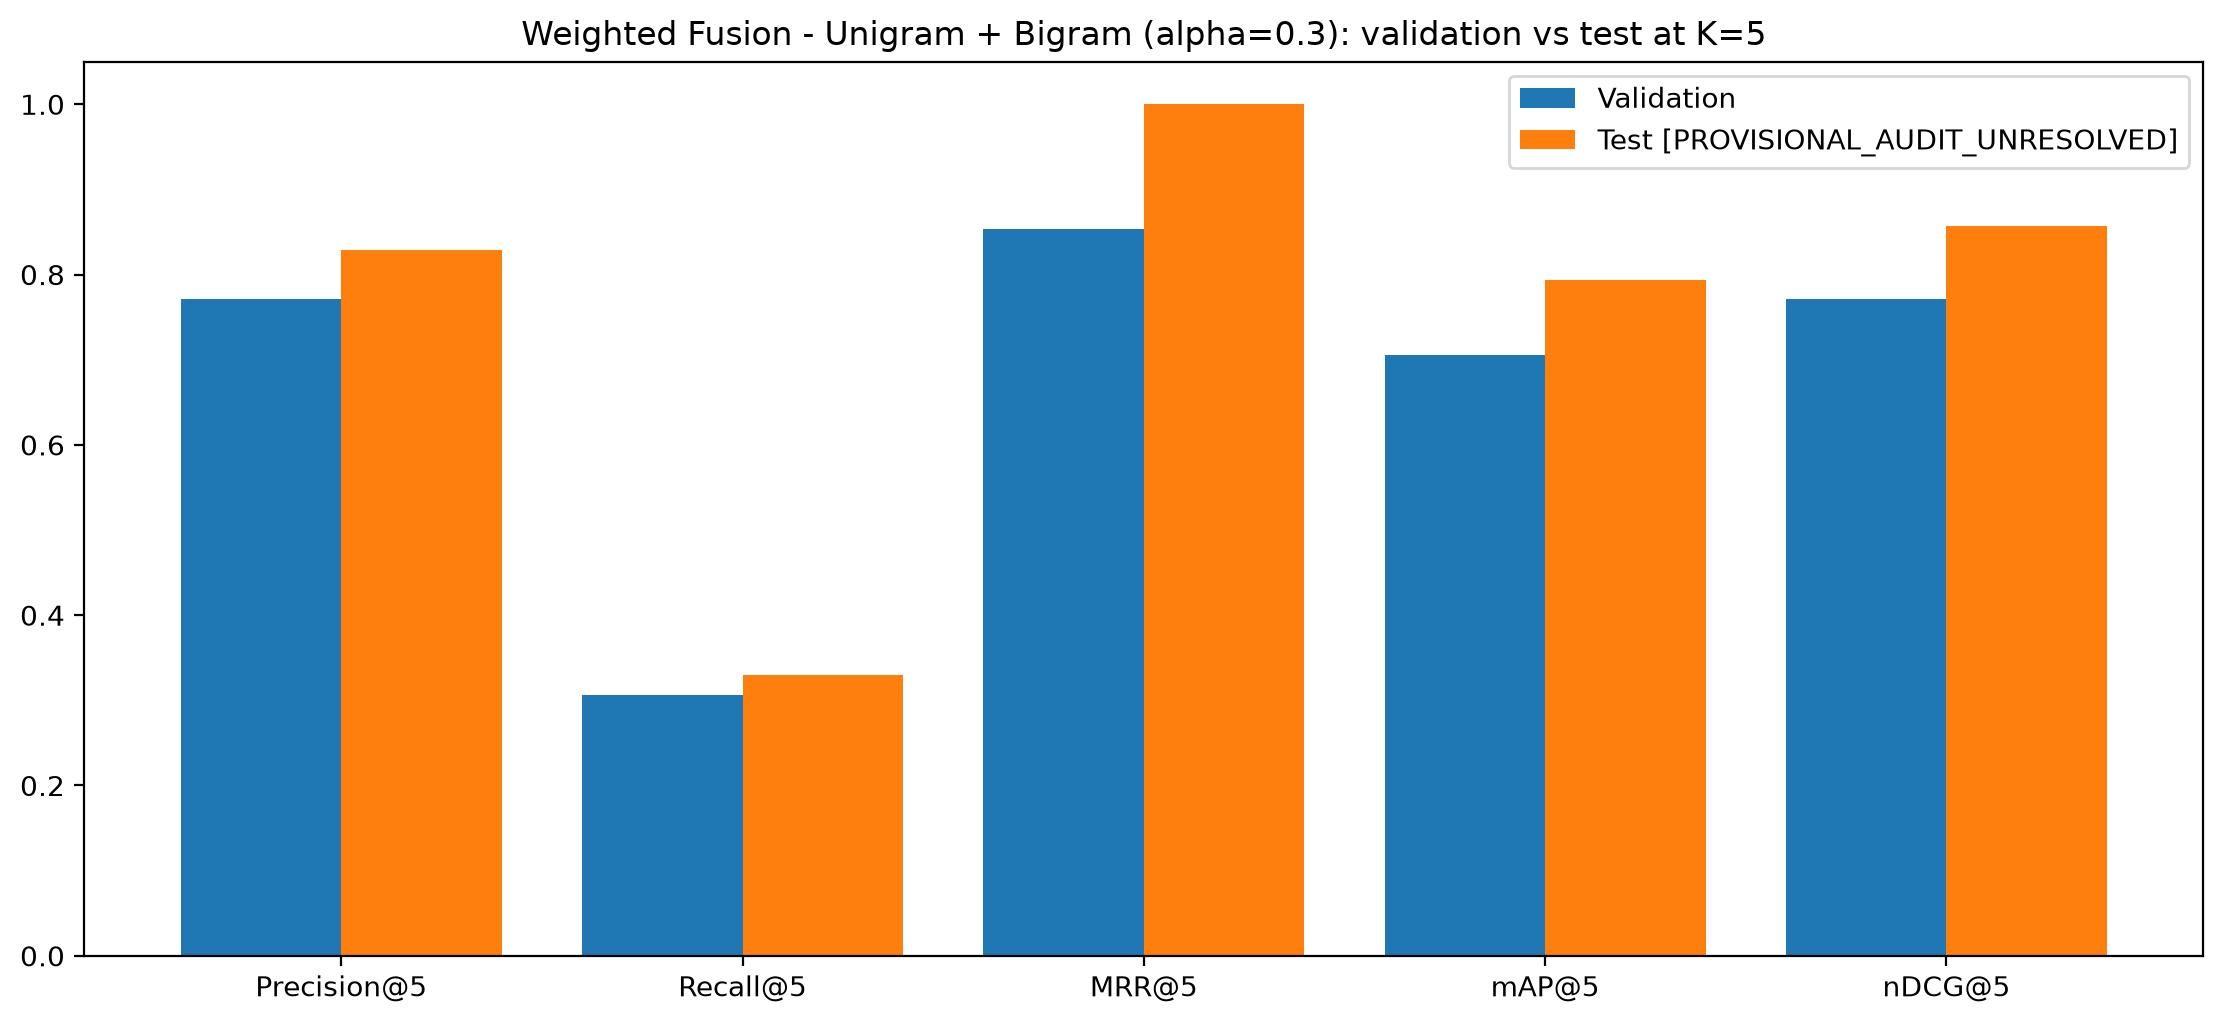 Weighted Fusion - Unigram + Bigram (alpha=0.3): validation vs test at K=5
Validation
Test [PROVISIONAL_AUDIT_UNRESOLVED]
1.0
0.8
0.6
0.4
0.2
0.0
Precision@5
Recall@5
MRR@5
mAP@5
nDCG@5